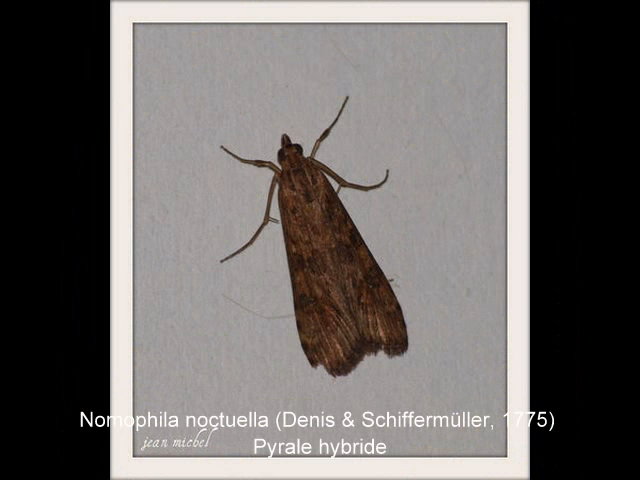 Nomophila noctuella (Denis & Schiffermüller, 1775)
jean michel
Pyrale hybride